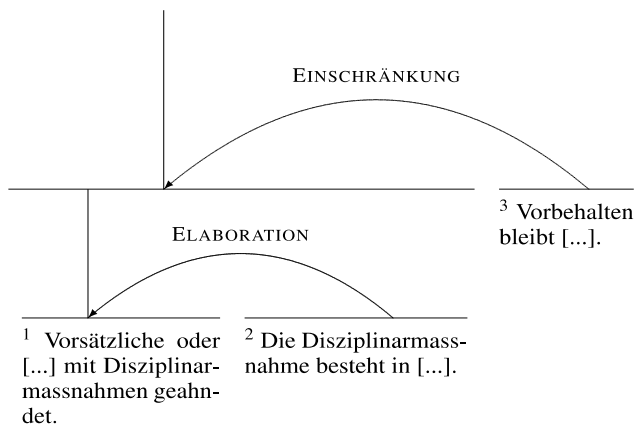 EINSCHRÄNKUNG
³ Vorbehalten
bleibt [...].
ELABORATION
¹ Vorsätzliche oder
[...] mit Disziplinar-
massnahmen geahn-
det.
² Die Disziplinarmass-
nahme besteht in [...].